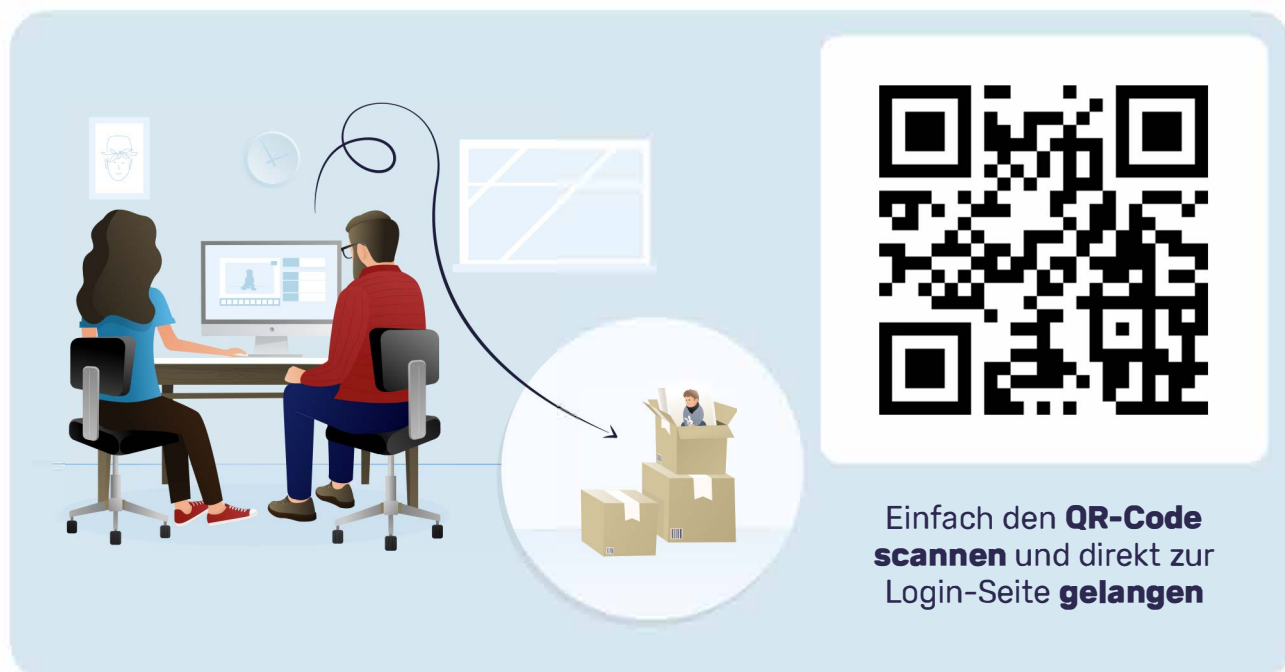 Einfach den QR-Code
scannen und direkt zur
Login-Seite gelangen